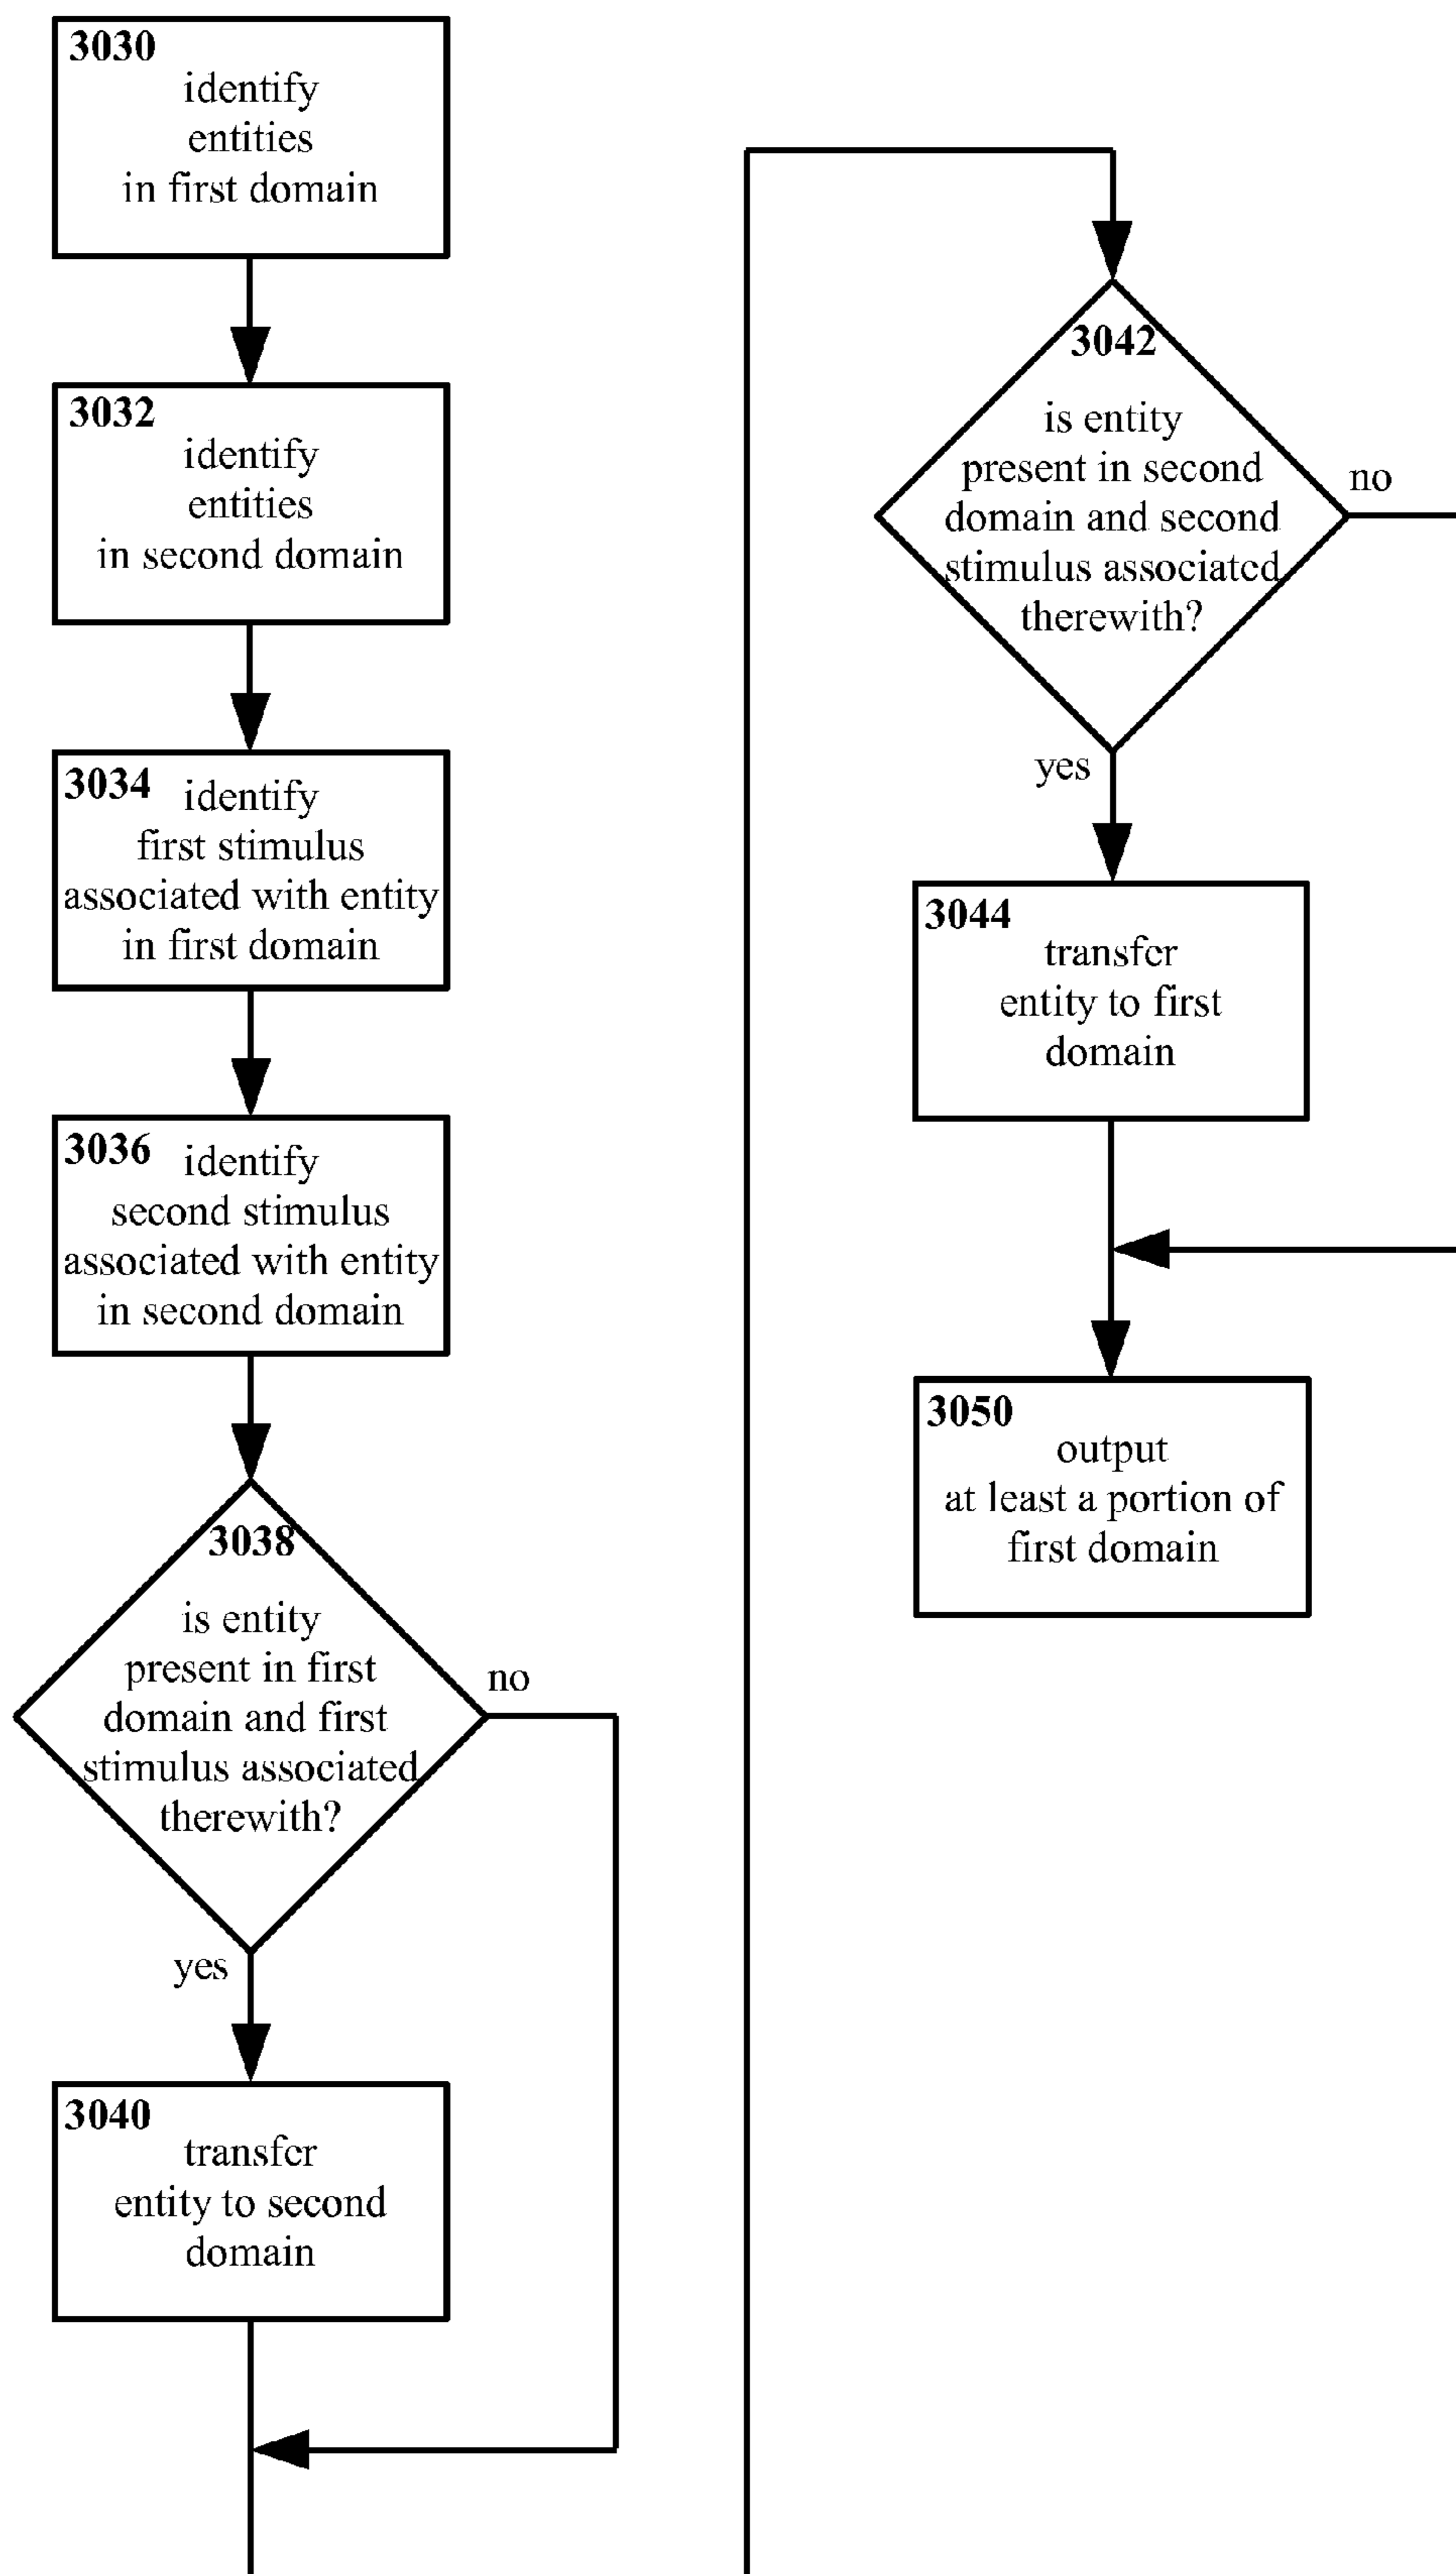 3030
identify
entities
in first domain
3032
identify
entities
in second domain
3034 identify
first stimulus
associated with entity
in first domain
3036 identify
second stimulus
associated with entity
in second domain
3038
is entity
present in first
domain and first
stimulus associated
therewith?
no
yes
3040
transfer
entity to second
domain
3042
is entity
present in second
domain and second
stimulus associated
therewith?
no
yes
3044
transfer
entity to first
domain
3050
output
at least a portion of
first domain